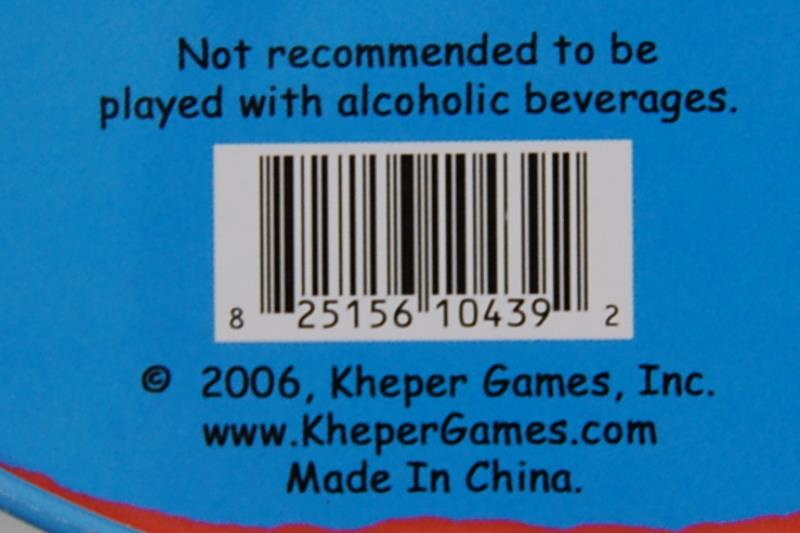 Not recommended to be
played with alcoholic beverages.
8 25156 10439 2
© 2006, Kheper Games, Inc.
www.KheperGames.com
Made In China.